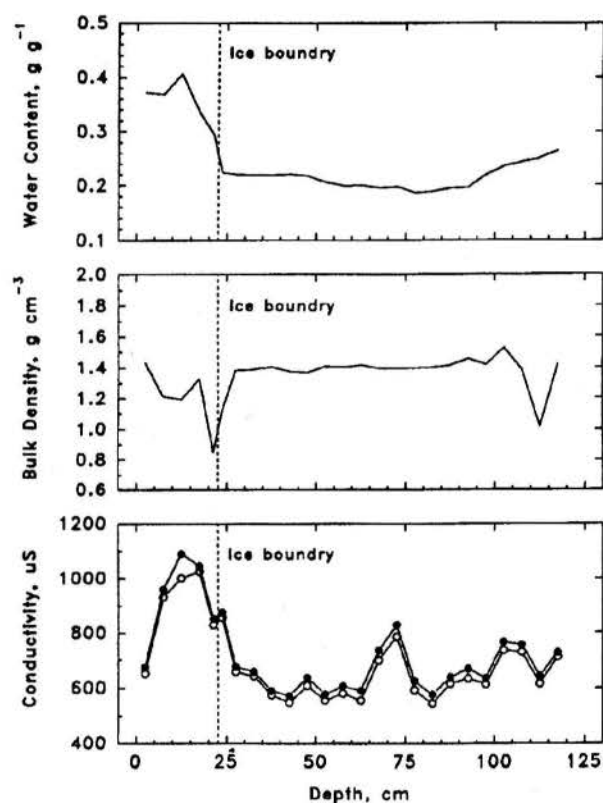 0.5
0.4
0.3
0.2
0.1
Water Content, g g⁻¹
Ice boundry
2.0
1.8
1.6
1.4
1.2
1.0
0.8
0.6
Bulk Density, g cm⁻³
Ice boundry
1200
1000
800
600
400
Conductivity, uS
Ice boundry
0 25 50 75 100 125
Depth, cm